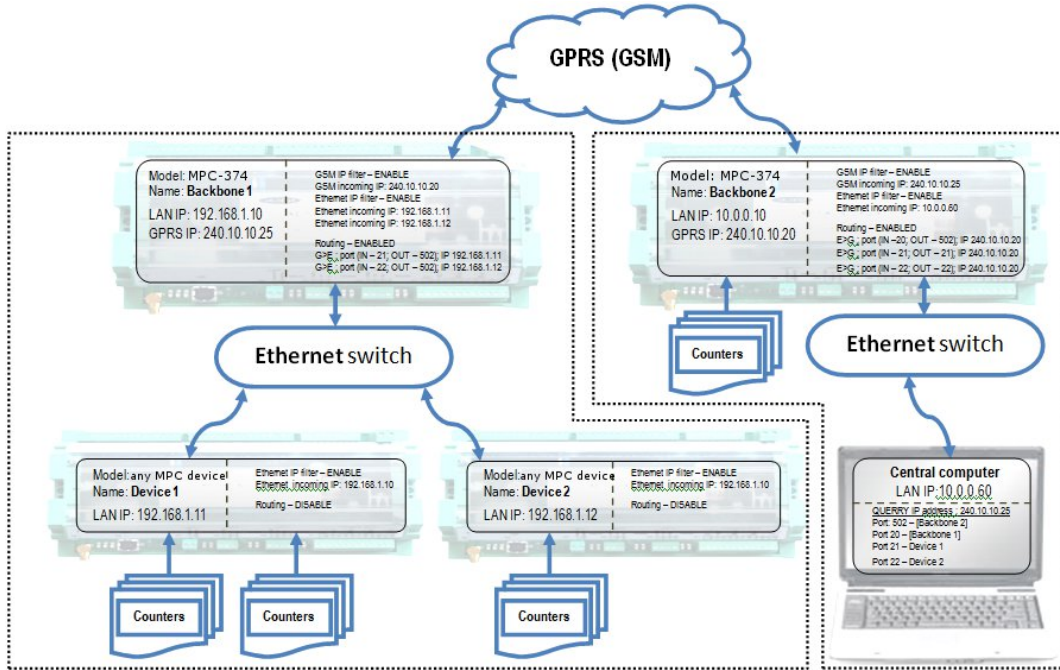 GPRS (GSM)
Model: MPC-374
Name: Backbone1
LAN IP: 192.168.1.10
GPRS IP: 240.10.10.25
GSM IP filter – ENABLE
GSM incoming IP: 240.10.10.20
Ethernet IP filter – ENABLE
Ethernet incoming IP: 192.168.1.11
Ethernet incoming IP: 192.168.1.12
Routing – ENABLED
G>E , port (IN – 21; OUT – 502); IP 192.168.1.11
G>E , port (IN – 22; OUT – 502); IP 192.168.1.12
Model: MPC-374
Name: Backbone2
LAN IP: 10.0.0.10
GPRS IP: 240.10.10.20
GSM IP filter – ENABLE
GSM incoming IP: 240.10.10.25
Ethernet IP filter – ENABLE
Ethernet incoming IP: 10.0.0.60
Routing – ENABLED
E>G , port (IN –20; OUT – 502); IP 240.10.10.20
E>G , port (IN – 21; OUT – 21); IP 240.10.10.20
E>G , port (IN – 22; OUT – 22); IP 240.10.10.20
Ethernet switch
Counters
Ethernet switch
Model:any MPC device
Name: Device1
LAN IP: 192.168.1.11
Ethernet IP filter – ENABLE
Ethernet incoming IP: 192.168.1.10
Routing – DISABLE
Model:any MPC device
Name: Device2
LAN IP: 192.168.1.12
Ethernet IP filter – ENABLE
Ethernet incoming IP: 192.168.1.10
Routing – DISABLE
Central computer
LAN IP:10.0.0.60
QUERRY IP address : 240.10.10.25
Port: 502 – [Backbone 2]
Port 20 – [Backbone 1]
Port 21 – Device 1
Port 22 – Device 2
Counters
Counters
Counters